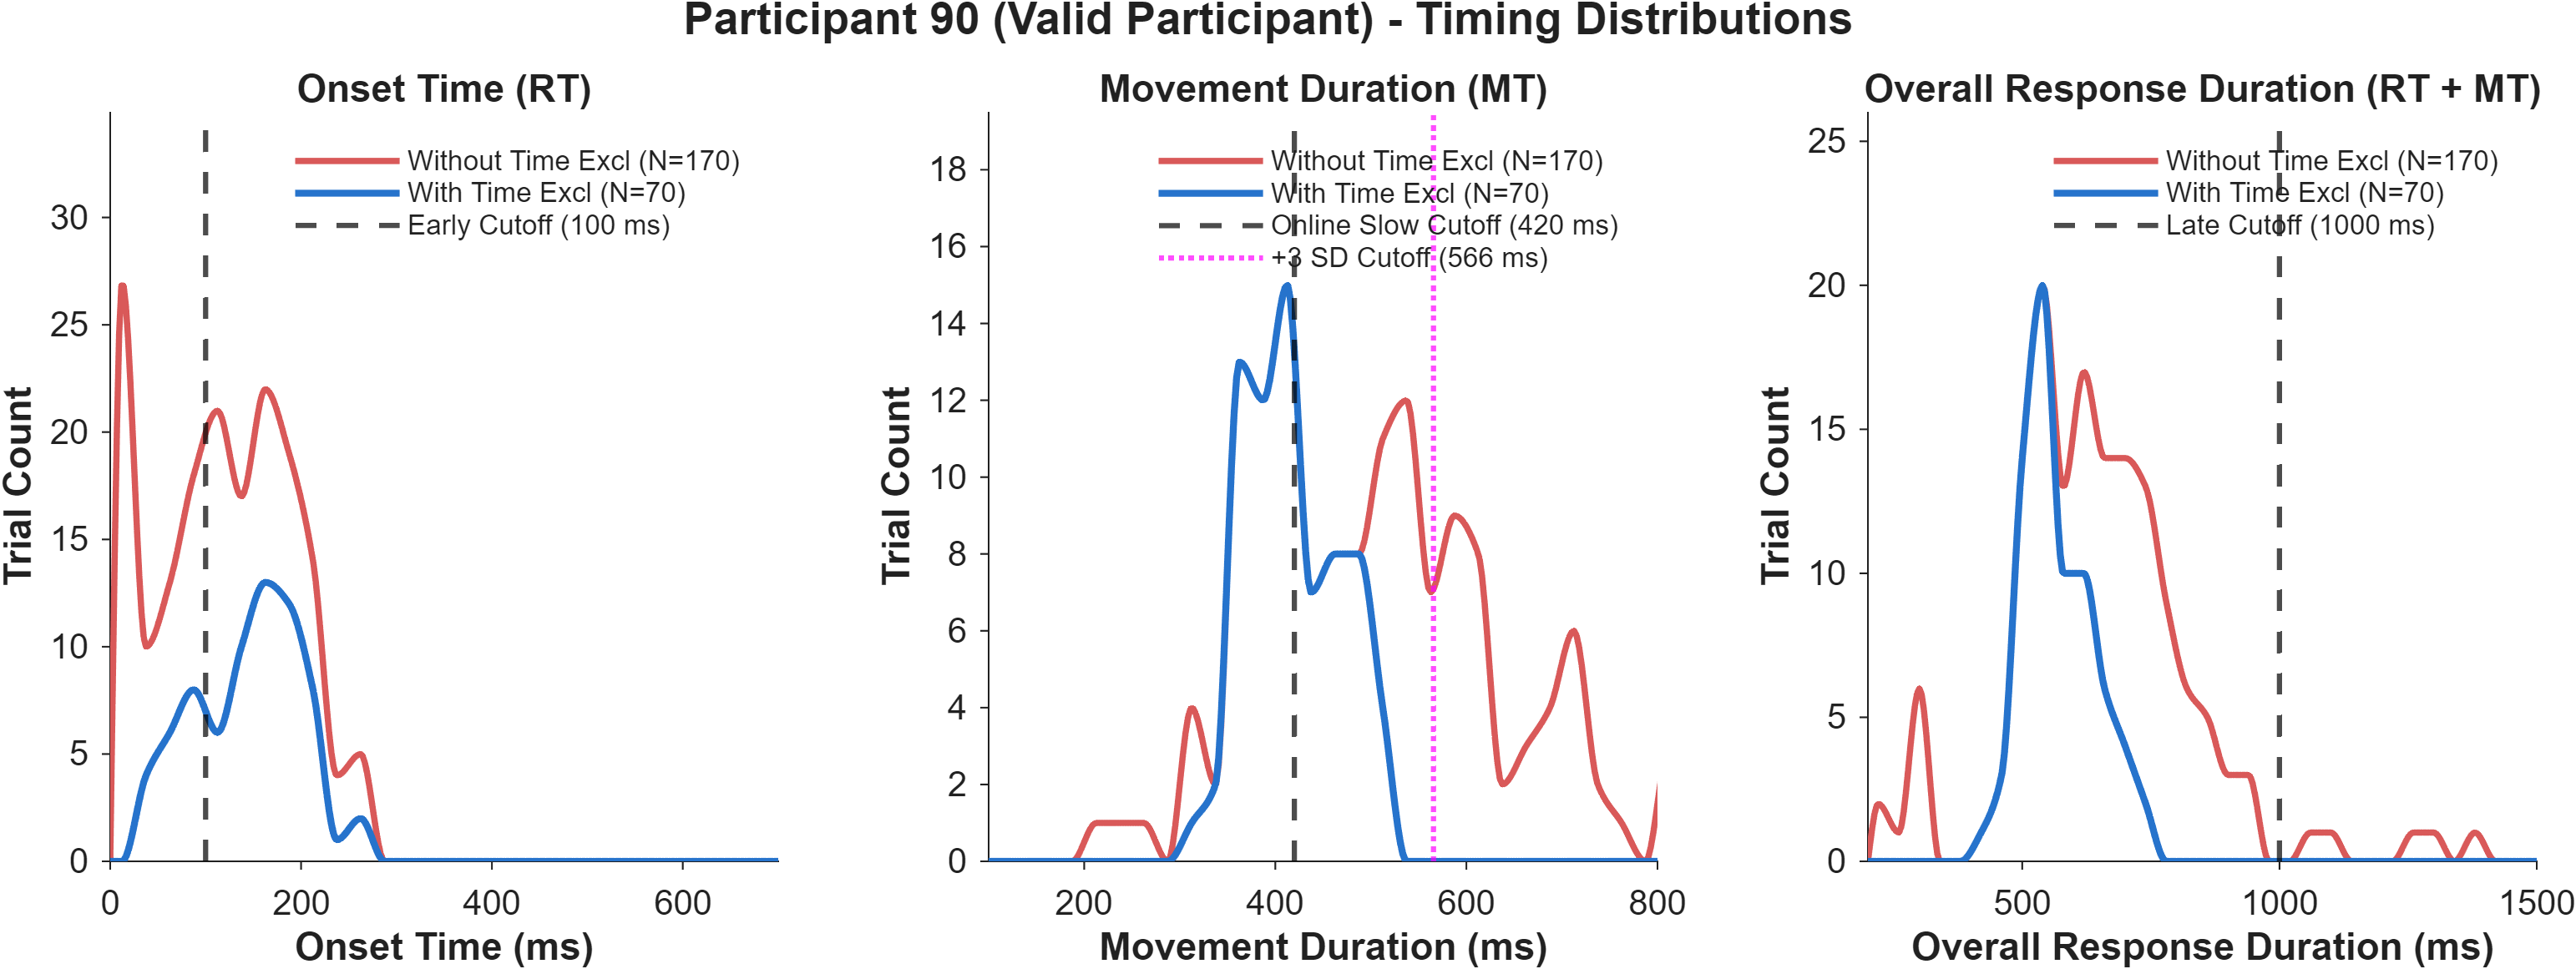 Participant 90 (Valid Participant) - Timing Distributions
Onset Time (RT)
Without Time Excl (N=170)
With Time Excl (N=70)
Early Cutoff (100 ms)
Trial Count
30
25
20
15
10
5
0
0 200 400 600
Onset Time (ms)
Movement Duration (MT)
Without Time Excl (N=170)
With Time Excl (N=70)
Online Slow Cutoff (420 ms)
+3 SD Cutoff (566 ms)
Trial Count
18
16
14
12
10
8
6
4
2
0
200 400 600 800
Movement Duration (ms)
Overall Response Duration (RT + MT)
Without Time Excl (N=170)
With Time Excl (N=70)
Late Cutoff (1000 ms)
Trial Count
25
20
15
10
5
0
500 1000 1500
Overall Response Duration (ms)